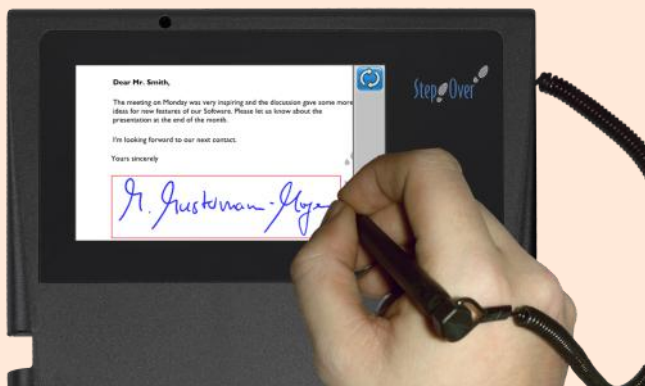 StepOver
Dear Mr. Smith,
The meeting on Monday was very inspiring and the discussion gave some more
ideas for new features of our Software. Please let us know about the
presentation at the end of the month.
I'm looking forward to our next contact.
Yours sincerely